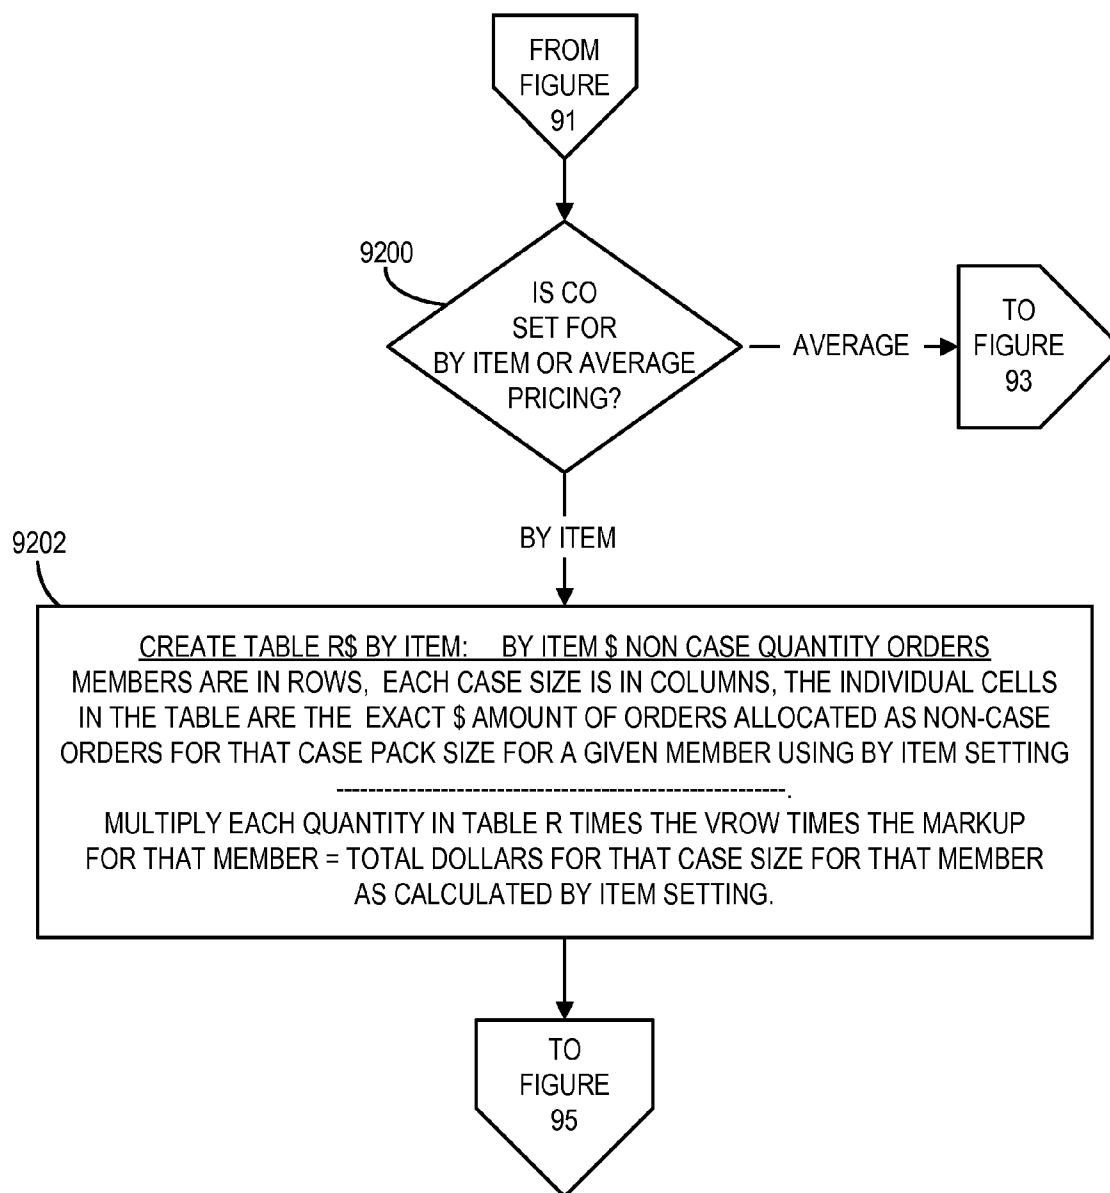 FROM
FIGURE
91
9200
IS CO
SET FOR
BY ITEM OR AVERAGE
PRICING?
AVERAGE
TO
FIGURE
93
BY ITEM
9202
CREATE TABLE R$ BY ITEM: BY ITEM $ NON CASE QUANTITY ORDERS
MEMBERS ARE IN ROWS, EACH CASE SIZE IS IN COLUMNS, THE INDIVIDUAL CELLS
IN THE TABLE ARE THE EXACT $ AMOUNT OF ORDERS ALLOCATED AS NON-CASE
ORDERS FOR THAT CASE PACK SIZE FOR A GIVEN MEMBER USING BY ITEM SETTING
--------------------------------------------------------------.
MULTIPLY EACH QUANTITY IN TABLE R TIMES THE VROW TIMES THE MARKUP
FOR THAT MEMBER = TOTAL DOLLARS FOR THAT CASE SIZE FOR THAT MEMBER
AS CALCULATED BY ITEM SETTING.
TO
FIGURE
95